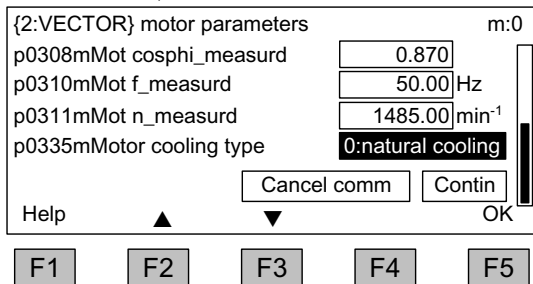 {2:VECTOR} motor parameters m:0
p0308mMot cosphi_measurd 0.870
p0310mMot f_measurd 50.00 Hz
p0311mMot n_measurd 1485.00 min⁻¹
p0335mMotor cooling type 0:natural cooling
Cancel comm Contin
Help ▲ ▼ OK
F1 F2 F3 F4 F5